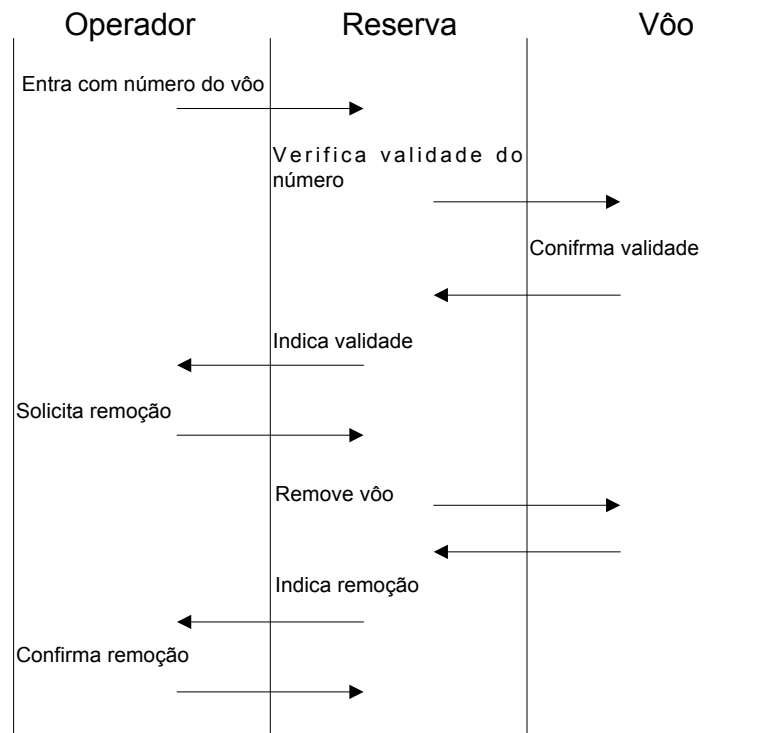 Operador
Reserva
Vôo
Entra com número do vôo
Verifica validade do
número
Conifrma validade
Indica validade
Solicita remoção
Remove vôo
Indica remoção
Confirma remoção